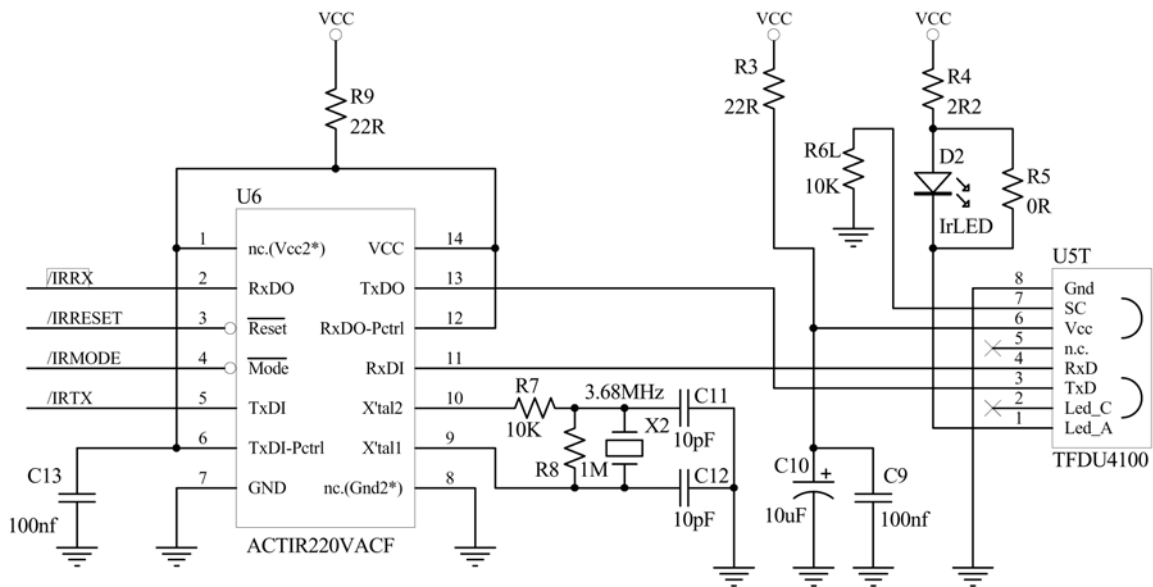 VCC
VCC
VCC
R9
22R
R3
22R
R4
2R2
R6L
10K
D2
IrLED
R5
0R
U6
1 nc.(Vcc2*) VCC 14
/IRRX 2 RxDO TxDO 13
/IRRESET 3 Reset RxDO-Pctrl 12
/IRMODE 4 Mode RxDI 11
/IRTX 5 TxDI X'tal2 10
6 TxDI-Pctrl X'tal1 9
7 GND nc.(Gnd2*) 8
ACTIR220VACF
C13
100nf
R7
10K
3.68MHz
R8
1M
X2
C11
10pF
C12
10pF
C10
+
10uF
C9
100nf
U5T
8 Gnd
7 SC
6 Vcc
5 n.c.
4 RxD
3 TxD
2 Led_C
1 Led_A
TFDU4100